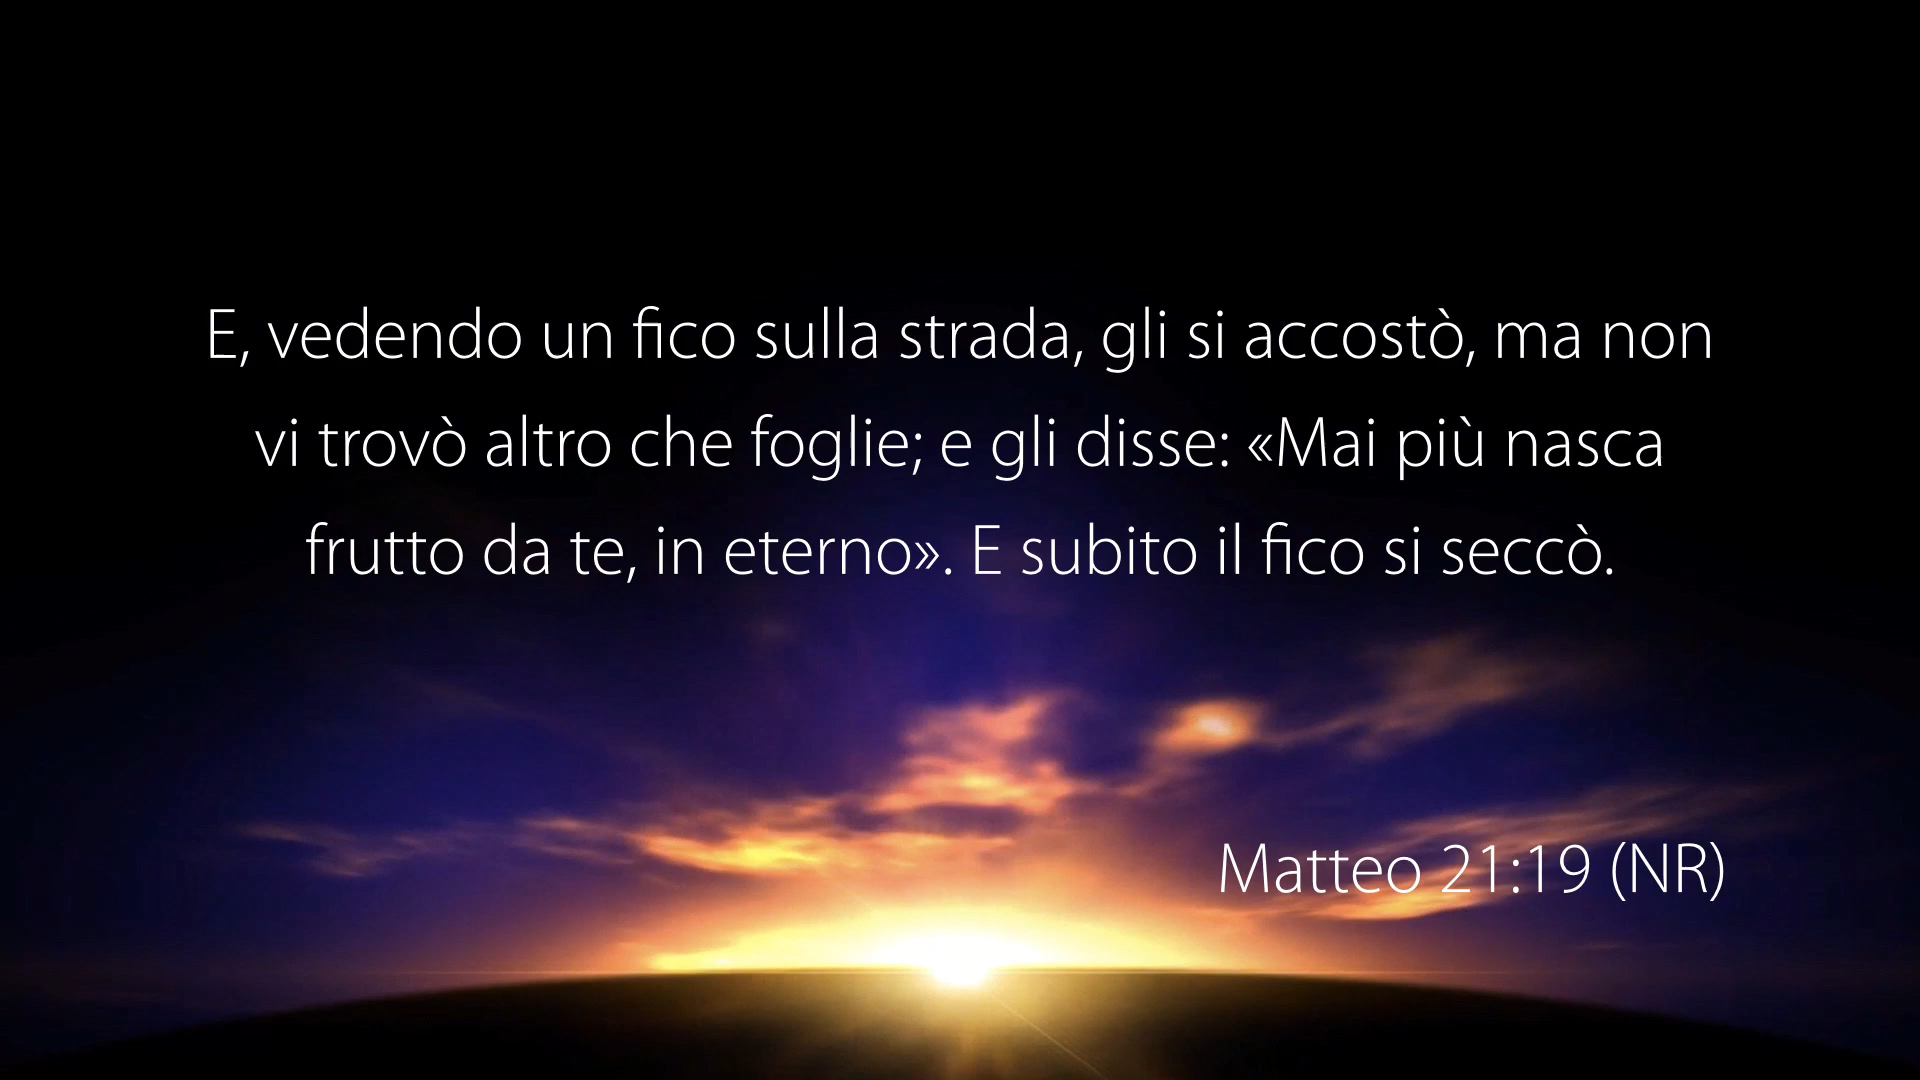 E, vedendo un fico sulla strada, gli si accostò, ma non
vi trovò altro che foglie; e gli disse: «Mai più nasca
frutto da te, in eterno». E subito il fico si seccò.
Matteo 21:19 (NR)